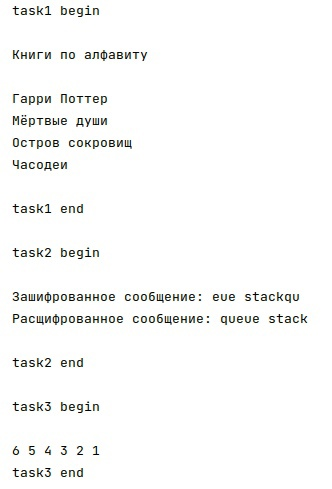 task1 begin
Книги по алфавиту
Гарри Поттер
Мёртвые души
Остров сокровищ
Часодеи
task1 end
task2 begin
Зашифрованное сообщение: eue stackqu
Расщифрованное сообщение: queue stack
task2 end
task3 begin
6 5 4 3 2 1
task3 end